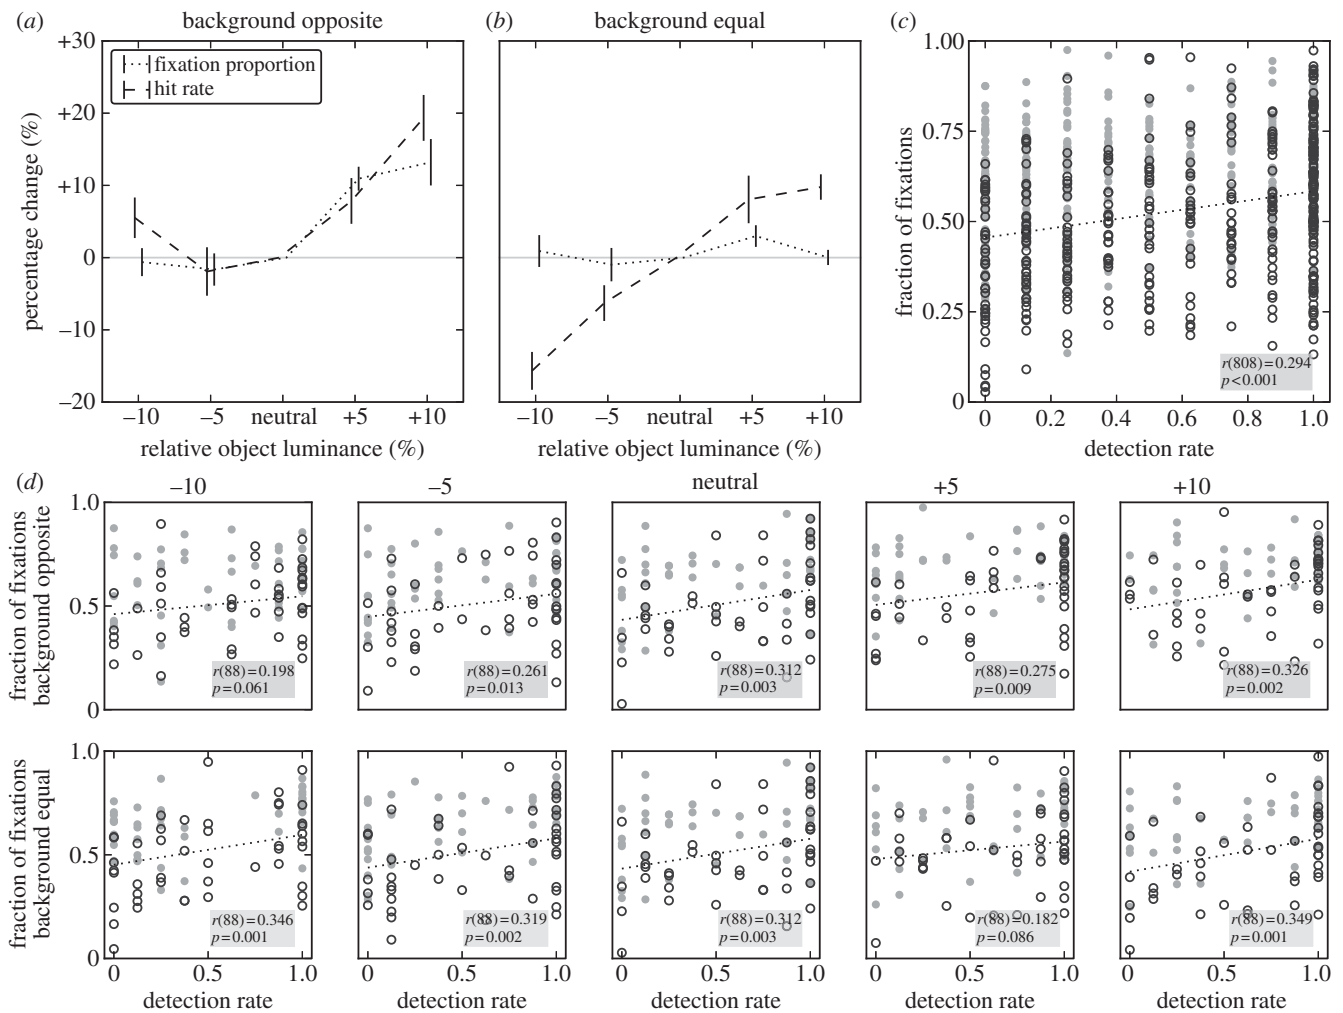 (a) background opposite
(b) background equal
(c)
+30
+20
+10
0
−10
−20
percentage change (%)
fixation proportion
hit rate
−10 −5 neutral +5 +10
relative object luminance (%)
−10 −5 neutral +5 +10
relative object luminance (%)
1.00
0.75
0.50
0.25
0
fraction of fixations
r(808)=0.294
p<0.001
0 0.2 0.4 0.6 0.8 1.0
detection rate
(d)
−10 −5 neutral +5 +10
fraction of fixations
background opposite
1.0
0.5
0
r(88)=0.198
p=0.061
r(88)=0.261
p=0.013
r(88)=0.312
p=0.003
r(88)=0.275
p=0.009
r(88)=0.326
p=0.002
fraction of fixations
background equal
1.0
0.5
0
r(88)=0.346
p=0.001
r(88)=0.319
p=0.002
r(88)=0.312
p=0.003
r(88)=0.182
p=0.086
r(88)=0.349
p=0.001
0 0.5 1.0
detection rate
0 0.5 1.0
detection rate
0 0.5 1.0
detection rate
0 0.5 1.0
detection rate
0 0.5 1.0
detection rate